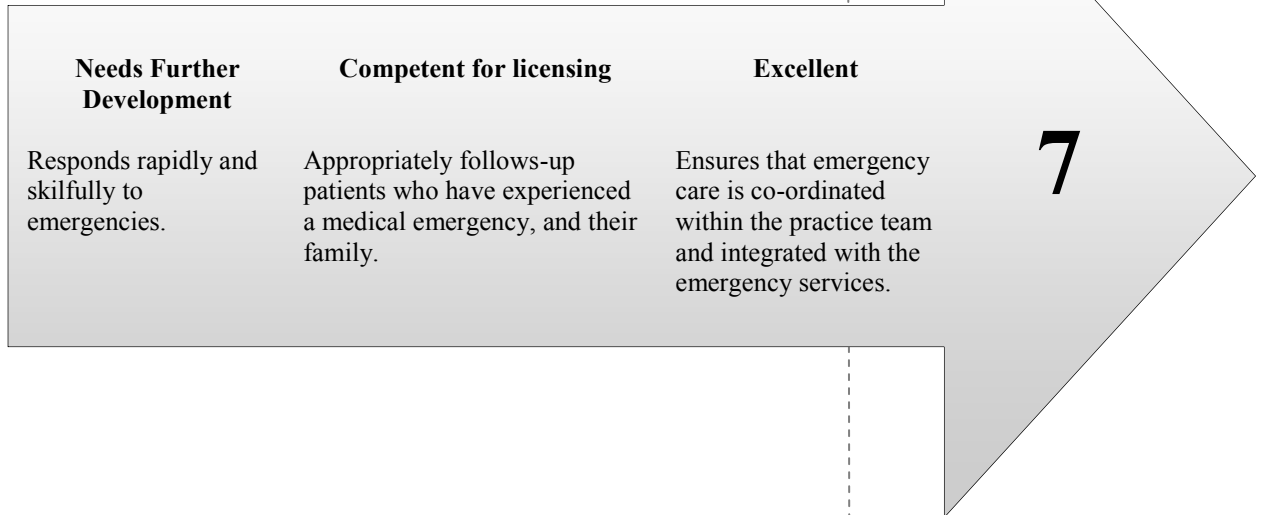 Needs Further
Development
Responds rapidly and
skilfully to
emergencies.
Competent for licensing
Appropriately follows-up
patients who have experienced
a medical emergency, and their
family.
Excellent
Ensures that emergency
care is co-ordinated
within the practice team
and integrated with the
emergency services.
7